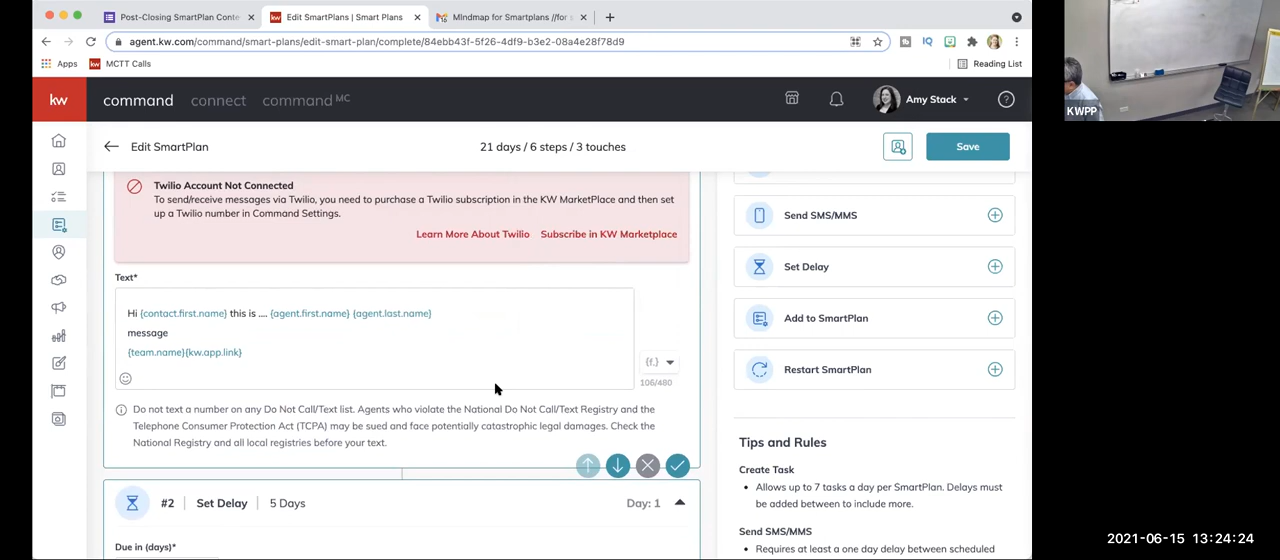 Post-Closing SmartPlan Conte
Edit SmartPlans | Smart Plans
MIndmap for Smartplans //for
agent.kw.com/command/smart-plans/edit-smart-plan/complete/84ebb43f-5f26-4df9-b3e2-08a4e28f78d9
Apps
MCTT Calls
Reading List
kw
command
connect
command MC
Amy Stack
Edit SmartPlan
21 days / 6 steps / 3 touches
Save
Twilio Account Not Connected
To send/receive messages via Twilio, you need to purchase a Twilio subscription in the KW MarketPlace and then set
up a Twilio number in Command Settings.
Learn More About Twilio
Subscribe in KW Marketplace
Text*
Hi {contact.first.name} this is .... {agent.first.name} {agent.last.name}
message
{team.name}{kw.app.link}
{f.}
106/480
Do not text a number on any Do Not Call/Text list. Agents who violate the National Do Not Call/Text Registry and the
Telephone Consumer Protection Act (TCPA) may be sued and face potentially catastrophic legal damages. Check the
National Registry and all local registries before your text.
#2
Set Delay
5 Days
Day: 1
Due in (days)*
Send SMS/MMS
Set Delay
Add to SmartPlan
Restart SmartPlan
Tips and Rules
Create Task
• Allows up to 7 tasks a day per SmartPlan. Delays must
be added between to include more.
Send SMS/MMS
• Requires at least a one day delay between scheduled
KWPP
2021-06-15 13:24:24